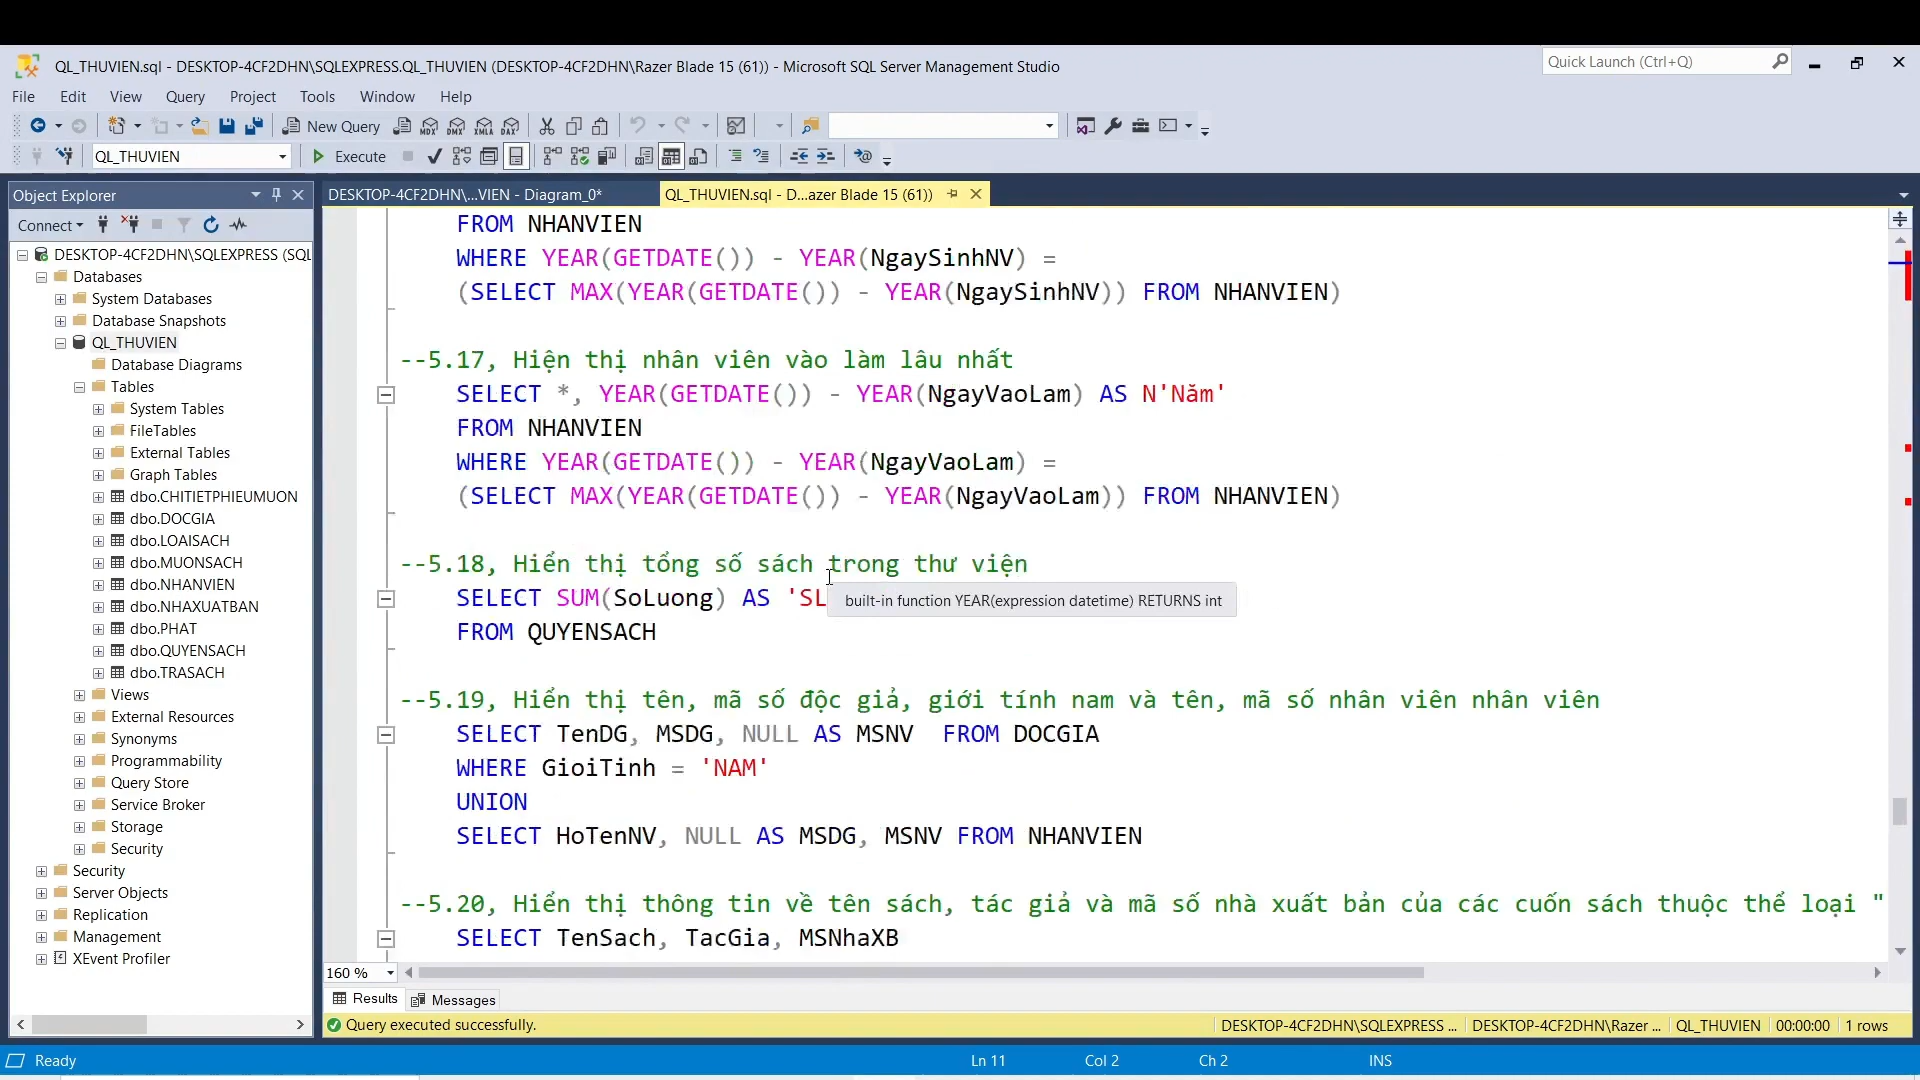 QL_THUVIEN.sql - DESKTOP-4CF2DHN\SQLEXPRESS.QL_THUVIEN (DESKTOP-4CF2DHN\Razer Blade 15 (61)) - Microsoft SQL Server Management Studio
Quick Launch (Ctrl+Q)
File Edit View Query Project Tools Window Help
New Query
MDX DMX XMLA DAX
QL_THUVIEN Execute
Object Explorer
DESKTOP-4CF2DHN\...VIEN - Diagram_0*
QL_THUVIEN.sql - D...azer Blade 15 (61))
Connect
DESKTOP-4CF2DHN\SQLEXPRESS (SQL
Databases
System Databases
Database Snapshots
QL_THUVIEN
Database Diagrams
Tables
System Tables
FileTables
External Tables
Graph Tables
dbo.CHITIETPHIEUMUON
dbo.DOCGIA
dbo.LOAISACH
dbo.MUONSACH
dbo.NHANVIEN
dbo.NHAXUATBAN
dbo.PHAT
dbo.QUYENSACH
dbo.TRASACH
Views
External Resources
Synonyms
Programmability
Query Store
Service Broker
Storage
Security
Security
Server Objects
Replication
Management
XEvent Profiler
FROM NHANVIEN
WHERE YEAR(GETDATE()) - YEAR(NgaySinhNV) =
(SELECT MAX(YEAR(GETDATE()) - YEAR(NgaySinhNV)) FROM NHANVIEN)
--5.17, Hiện thị nhân viên vào làm lâu nhất
SELECT *, YEAR(GETDATE()) - YEAR(NgayVaoLam) AS N'Năm'
FROM NHANVIEN
WHERE YEAR(GETDATE()) - YEAR(NgayVaoLam) =
(SELECT MAX(YEAR(GETDATE()) - YEAR(NgayVaoLam)) FROM NHANVIEN)
--5.18, Hiển thị tổng số sách trong thư viện
SELECT SUM(SoLuong) AS 'SL
built-in function YEAR(expression datetime) RETURNS int
FROM QUYENSACH
--5.19, Hiển thị tên, mã số độc giả, giới tính nam và tên, mã số nhân viên nhân viên
SELECT TenDG, MSDG, NULL AS MSNV  FROM DOCGIA
WHERE GioiTinh = 'NAM'
UNION
SELECT HoTenNV, NULL AS MSDG, MSNV FROM NHANVIEN
--5.20, Hiển thị thông tin về tên sách, tác giả và mã số nhà xuất bản của các cuốn sách thuộc thể loại "
SELECT TenSach, TacGia, MSNhaXB
160 %
Results Messages
Query executed successfully.
DESKTOP-4CF2DHN\SQLEXPRESS ... DESKTOP-4CF2DHN\Razer ... QL_THUVIEN 00:00:00 1 rows
Ready Ln 11 Col 2 Ch 2 INS